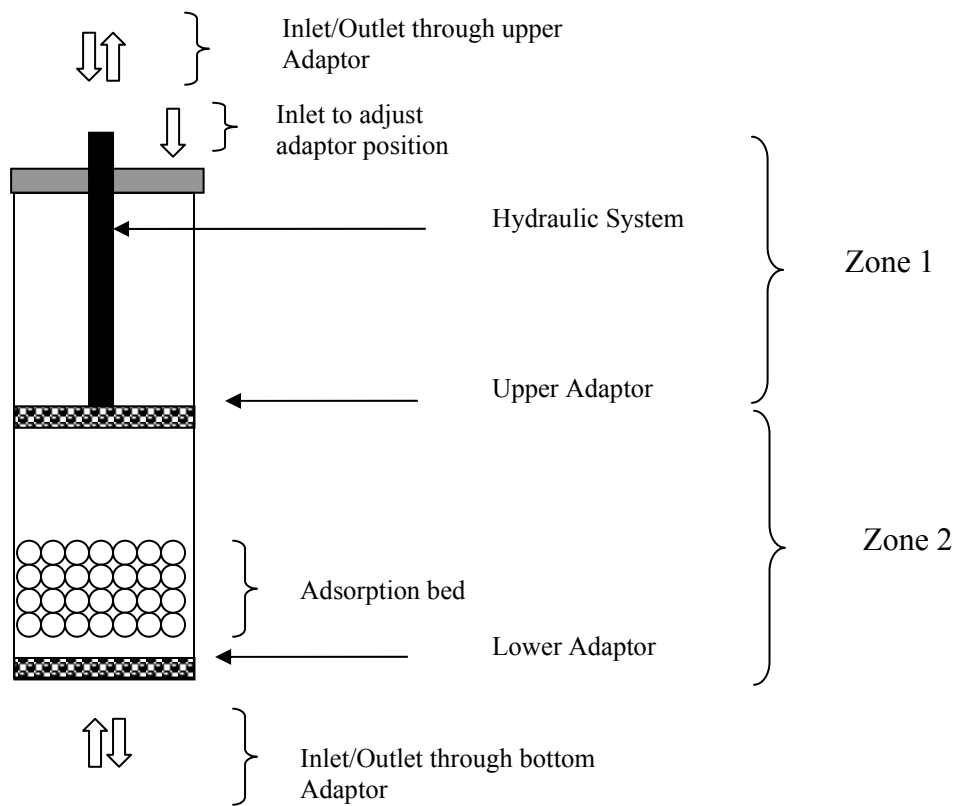 Inlet/Outlet through upper
Adaptor
Inlet to adjust
adaptor position
Hydraulic System
Zone 1
Upper Adaptor
Zone 2
Adsorption bed
Lower Adaptor
Inlet/Outlet through bottom
Adaptor